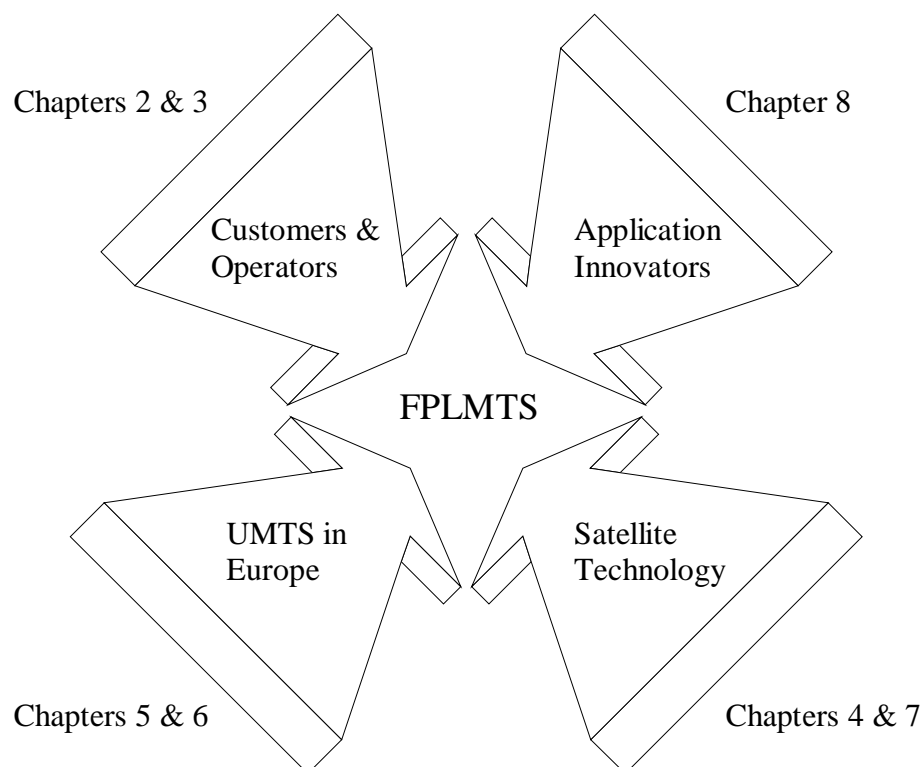 Chapters 2 & 3
Chapter 8
Customers &
Operators
Application
Innovators
FPLMTS
UMTS in
Europe
Satellite
Technology
Chapters 5 & 6
Chapters 4 & 7